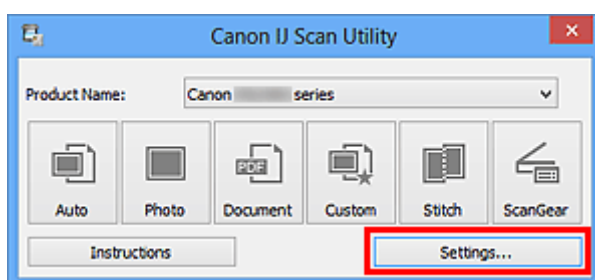 Canon IJ Scan Utility
Product Name: Canon series
Auto Photo PDF Document Custom Stitch ScanGear
Instructions Settings...